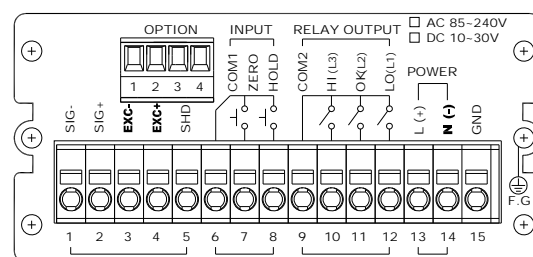 OPTION INPUT RELAY OUTPUT
□ AC 85~240V
□ DC 10~30V
1 2 3 4
POWER
SIG-
SIG+
EXC-
EXC+
SHD
COM1
ZERO
HOLD
COM2
HI (L3)
OK(L2)
LO(L1)
L (+)
N (-)
GND
F.G
1 2 3 4 5 6 7 8 9 10 11 12 13 14 15